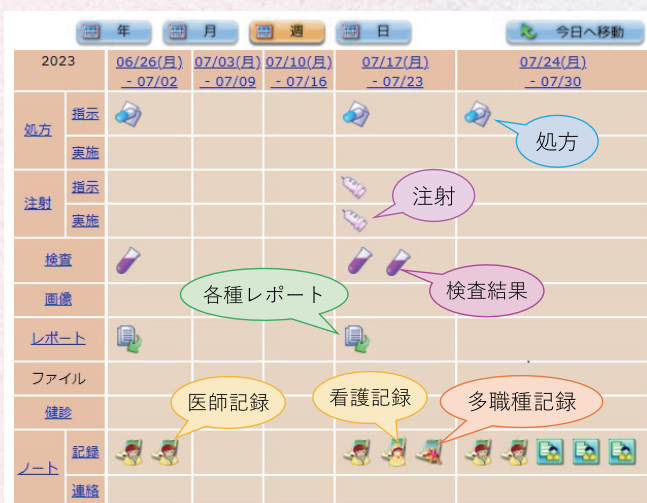 年 月 週 日 今日へ移動
2023 06/26(月) 07/03(月) 07/10(月) 07/17(月) 07/24(月)
- 07/02 - 07/09 - 07/16 - 07/23 - 07/30
処方 指示
処方
実施
注射 指示
注射
実施
検査
検査結果
画像
各種レポート
レポート
ファイル
健診
医師記録 看護記録 多職種記録
ノート 記録
連絡